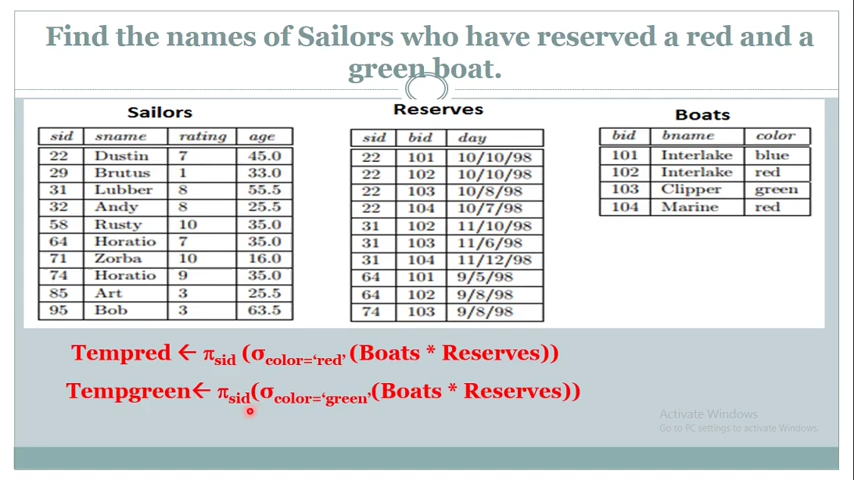 Find the names of Sailors who have reserved a red and a
green boat.
Sailors
sid sname rating age
22 Dustin 7 45.0
29 Brutus 1 33.0
31 Lubber 8 55.5
32 Andy 8 25.5
58 Rusty 10 35.0
64 Horatio 7 35.0
71 Zorba 10 16.0
74 Horatio 9 35.0
85 Art 3 25.5
95 Bob 3 63.5
Reserves
sid bid day
22 101 10/10/98
22 102 10/10/98
22 103 10/8/98
22 104 10/7/98
31 102 11/10/98
31 103 11/6/98
31 104 11/12/98
64 101 9/5/98
64 102 9/8/98
74 103 9/8/98
Boats
bid bname color
101 Interlake blue
102 Interlake red
103 Clipper green
104 Marine red
Tempred ← πsid (σcolor=‘red’ (Boats * Reserves))
Tempgreen← πsid(σcolor=‘green’(Boats * Reserves))
Activate Windows
Go to PC settings to activate Windows.